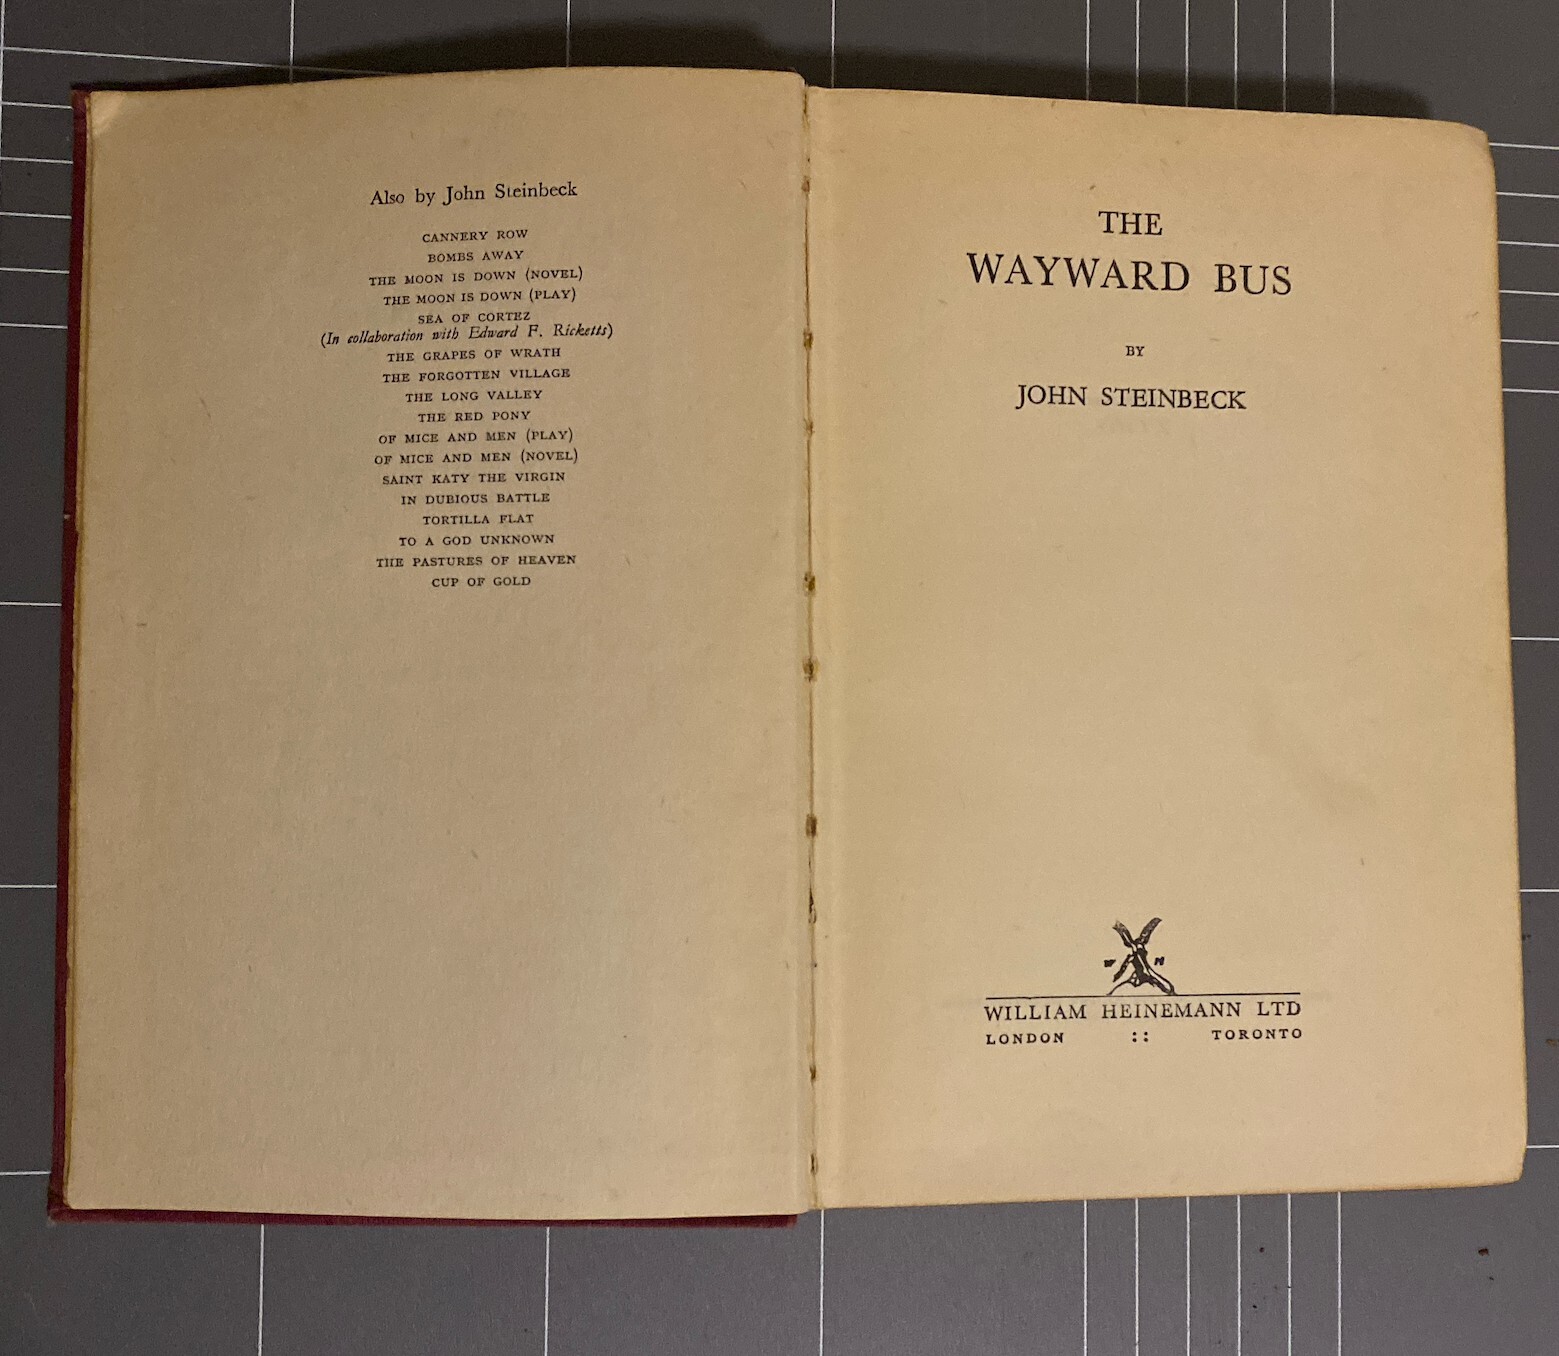 Also by John Steinbeck
CANNERY ROW
BOMBS AWAY
THE MOON IS DOWN (NOVEL)
THE MOON IS DOWN (PLAY)
SEA OF CORTEZ
(In collaboration with Edward F. Ricketts)
THE GRAPES OF WRATH
THE FORGOTTEN VILLAGE
THE LONG VALLEY
THE RED PONY
OF MICE AND MEN (PLAY)
OF MICE AND MEN (NOVEL)
SAINT KATY THE VIRGIN
IN DUBIOUS BATTLE
TORTILLA FLAT
TO A GOD UNKNOWN
THE PASTURES OF HEAVEN
CUP OF GOLD
THE
WAYWARD BUS
BY
JOHN STEINBECK
W H
WILLIAM HEINEMANN LTD
LONDON :: TORONTO